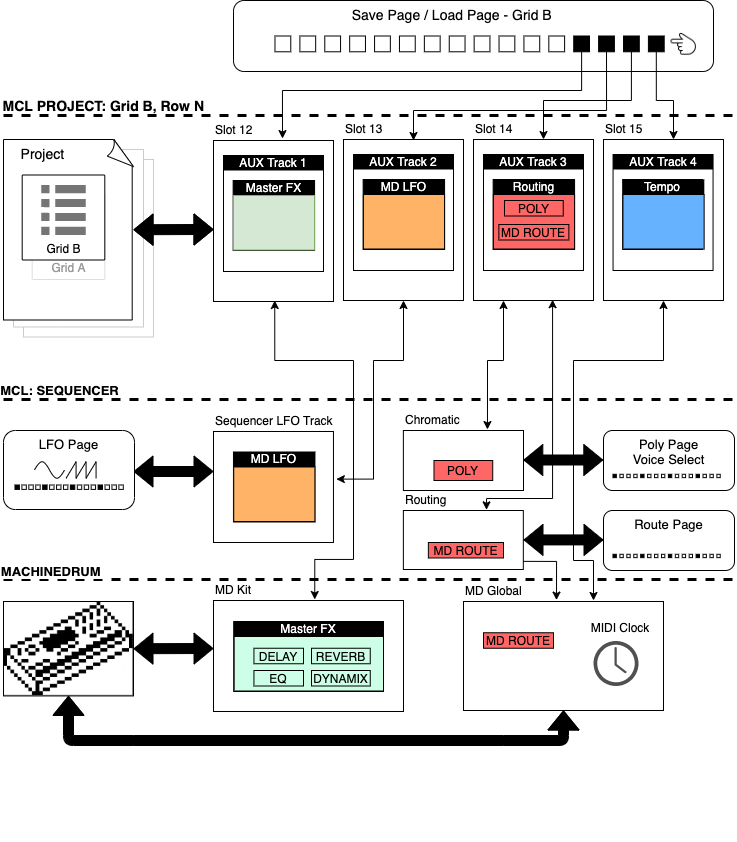 Save Page / Load Page - Grid B
MCL PROJECT: Grid B, Row N
Slot 12
Slot 13
Slot 14
Slot 15
Project
Grid B
Grid A
AUX Track 1
Master FX
AUX Track 2
MD LFO
AUX Track 3
Routing
POLY
MD ROUTE
AUX Track 4
Tempo
MCL: SEQUENCER
LFO Page
Sequencer LFO Track
MD LFO
Chromatic
POLY
Poly Page
Voice Select
Routing
MD ROUTE
Route Page
MACHINEDRUM
MD Kit
Master FX
DELAY
REVERB
EQ
DYNAMIX
MD Global
MD ROUTE
MIDI Clock